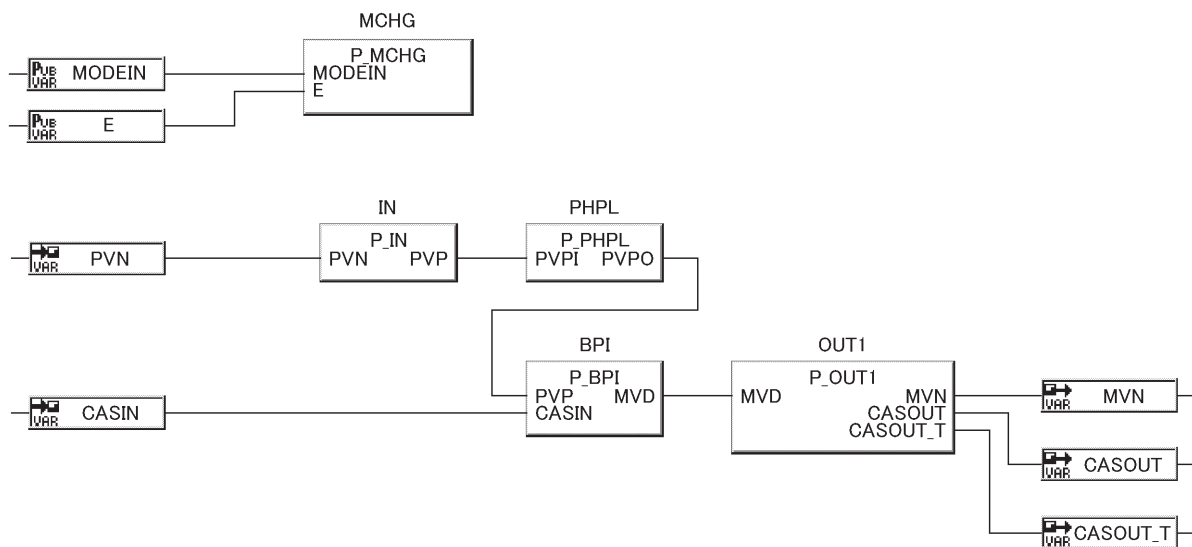 MCHG
P_MCHG
MODEIN
E
PUB VAR MODEIN
PUB VAR E
IN
P_IN
PVN PVP
PHPL
P_PHPL
PVPI PVPO
VAR PVN
BPI
P_BPI
PVP MVD
CASIN
OUT1
P_OUT1
MVD MVN
CASOUT
CASOUT_T
VAR CASIN
VAR MVN
VAR CASOUT
VAR CASOUT_T